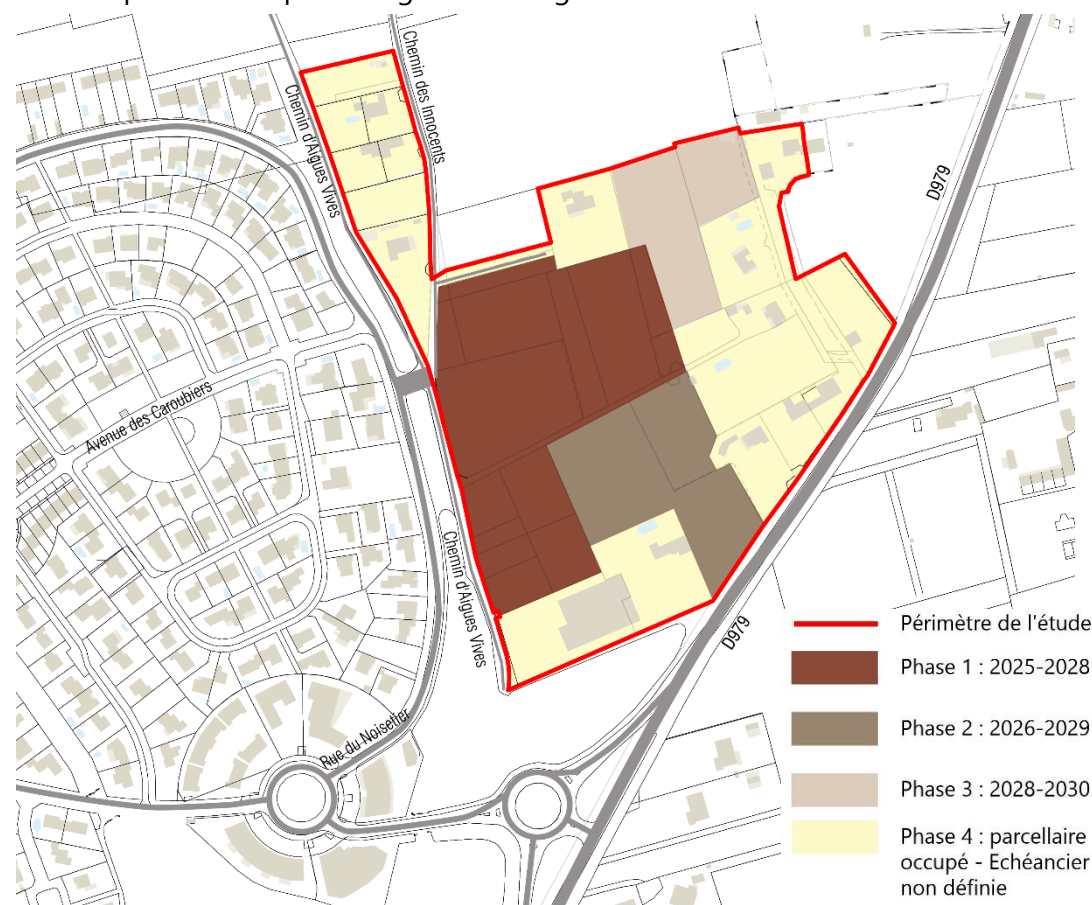 Chemin d'Aigues Vives
Chemin des Innocents
D979
Avenue des Caroubiers
Chemin d'Aigues Vives
D979
Rue du Noisetier
Périmètre de l'étude
Phase 1 : 2025-2028
Phase 2 : 2026-2029
Phase 3 : 2028-2030
Phase 4 : parcellaire
occupé - Echéancier
non définie